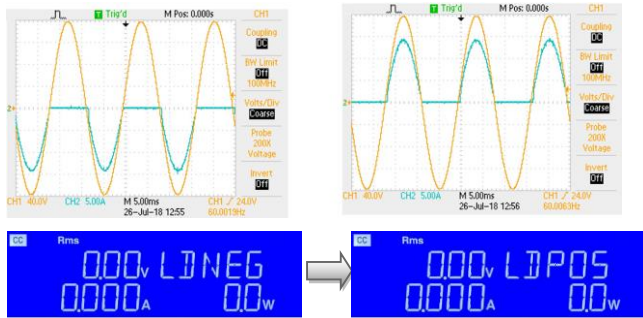 Trig'd M Pos: 0.000s CH1
Coupling
DC
BW Limit
Off
100MHz
Volts/Div
Coarse
Probe
200X
Voltage
Invert
Off
CH1 40.0V CH2 5.00A M 5.00ms CH1 / 24.0V
26-Jul-18 12:55 60.0019Hz
Trig'd M Pos: 0.000s CH1
Coupling
DC
BW Limit
Off
100MHz
Volts/Div
Coarse
Probe
200X
Voltage
Invert
Off
CH1 40.0V CH2 5.00A M 5.00ms CH1 / 24.0V
26-Jul-18 12:56 60.0063Hz
CC Rms
0.00V LDNEG
0.000A 0.0W
CC Rms
0.00V LDPOS
0.000A 0.0W